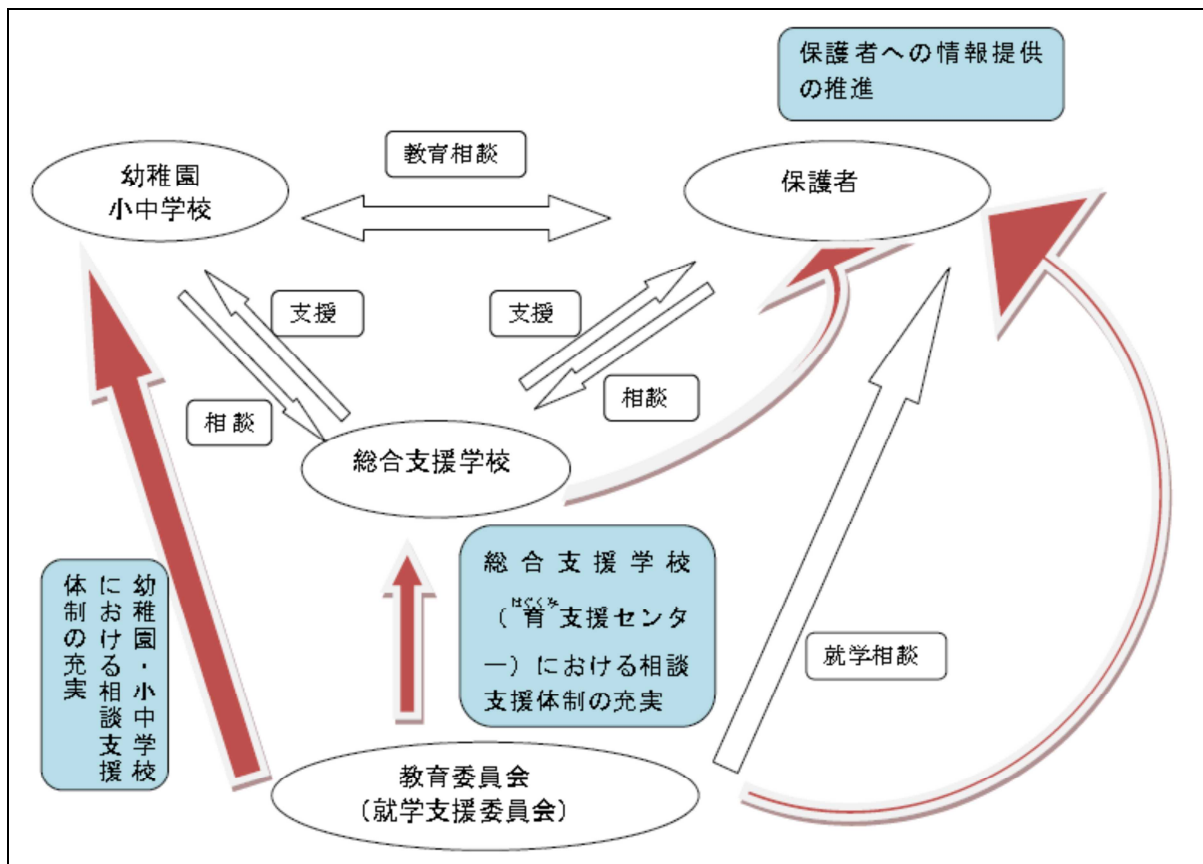 保護者への情報提供
の推進
教育相談
幼稚園
小中学校
保護者
支援
支援
相談
相談
総合支援学校
幼稚園・小中学校
における相談支援
体制の充実
総合支援学校
（育支援センタ
はぐくみ
ー）における相談
支援体制の充実
就学相談
教育委員会
（就学支援委員会）